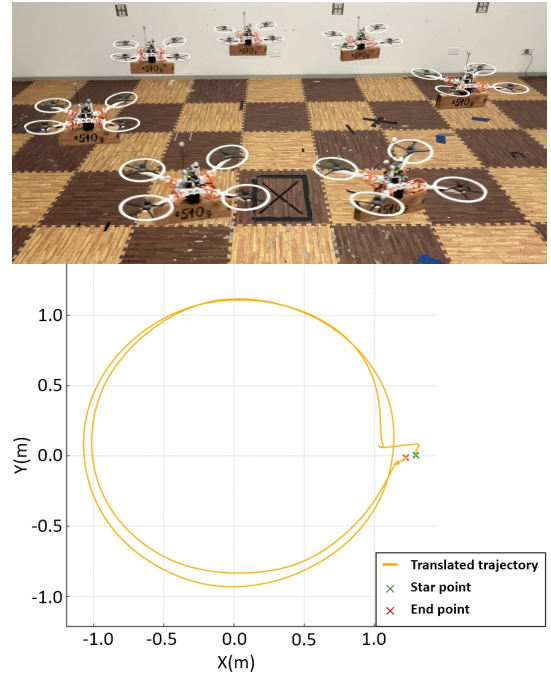 510g
510g
510g
510g
510g
510g
1.0
0.5
0.0
-0.5
-1.0
Y(m)
-1.0 -0.5 0.0 0.5 1.0
X(m)
Translated trajectory
Star point
End point